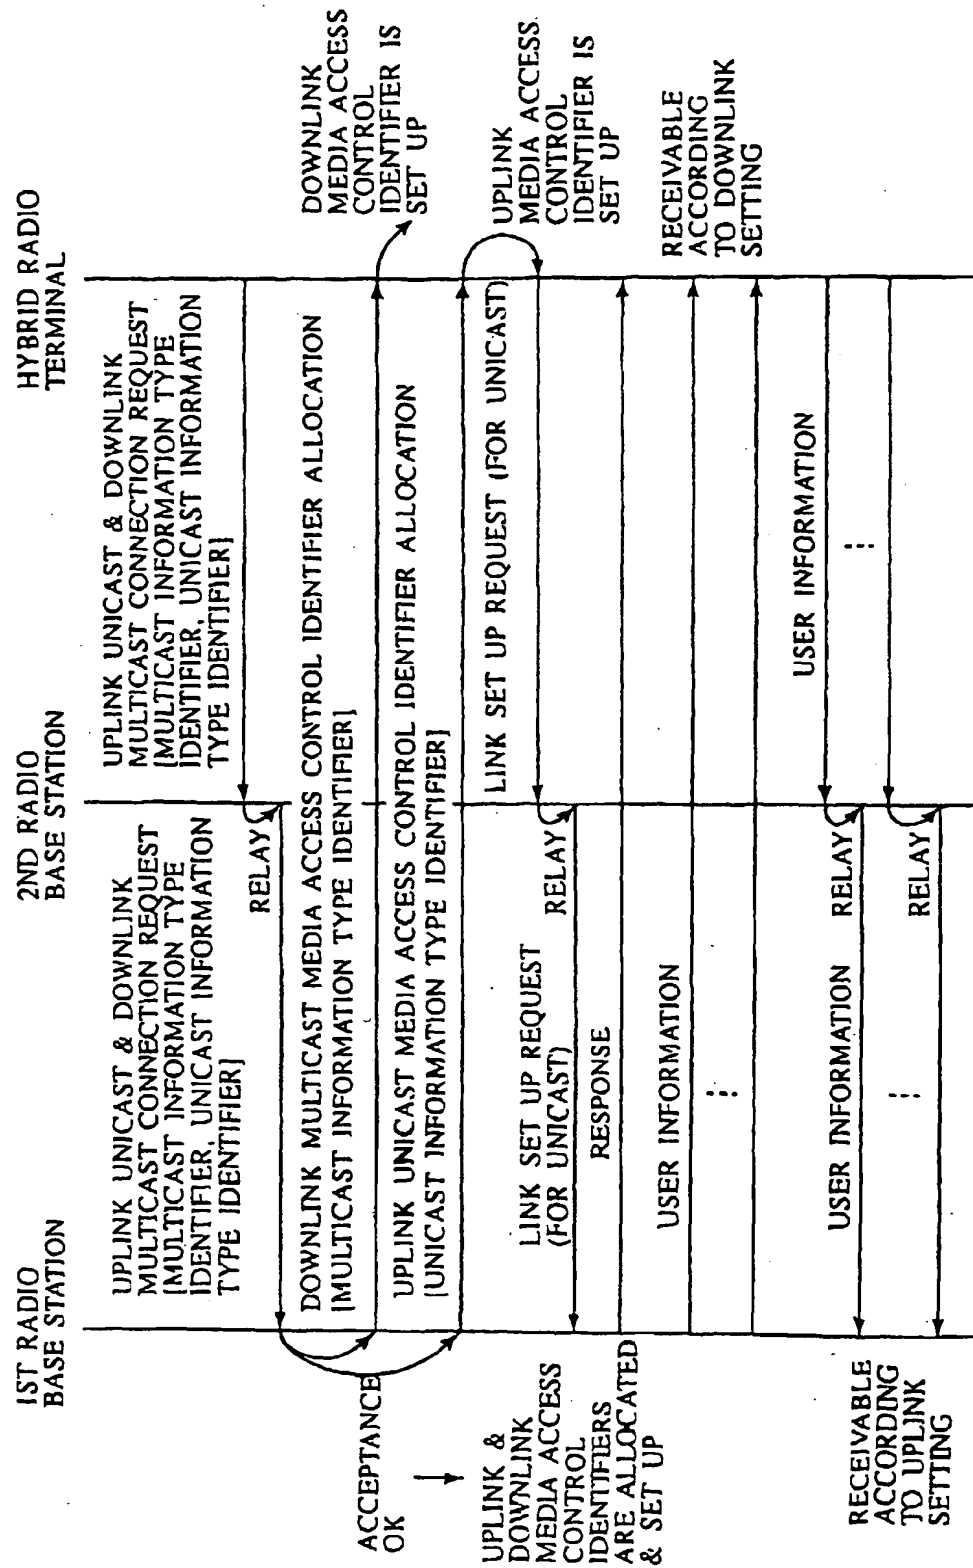 1ST RADIO
BASE STATION
2ND RADIO
BASE STATION
HYBRID RADIO
TERMINAL
UPLINK UNICAST & DOWNLINK
MULTICAST CONNECTION REQUEST
[MULTICAST INFORMATION TYPE
IDENTIFIER, UNICAST INFORMATION
TYPE IDENTIFIER]
UPLINK UNICAST & DOWNLINK
MULTICAST CONNECTION REQUEST
[MULTICAST INFORMATION TYPE
IDENTIFIER, UNICAST INFORMATION
TYPE IDENTIFIER]
RELAY
ACCEPTANCE
OK
DOWNLINK MULTICAST MEDIA ACCESS CONTROL IDENTIFIER ALLOCATION
[MULTICAST INFORMATION TYPE IDENTIFIER]
DOWNLINK
MEDIA ACCESS
CONTROL
IDENTIFIER IS
SET UP
UPLINK UNICAST MEDIA ACCESS CONTROL IDENTIFIER ALLOCATION
[UNICAST INFORMATION TYPE IDENTIFIER]
UPLINK &
DOWNLINK
MEDIA ACCESS
CONTROL
IDENTIFIERS
ARE ALLOCATED
& SET UP
UPLINK
MEDIA ACCESS
CONTROL
IDENTIFIER IS
SET UP
LINK SET UP REQUEST (FOR UNICAST)
LINK SET UP REQUEST
(FOR UNICAST)
RELAY
RESPONSE
USER INFORMATION
RECEIVABLE
ACCORDING
TO DOWNLINK
SETTING
USER INFORMATION
USER INFORMATION
RELAY
RELAY
RECEIVABLE
ACCORDING
TO UPLINK
SETTING